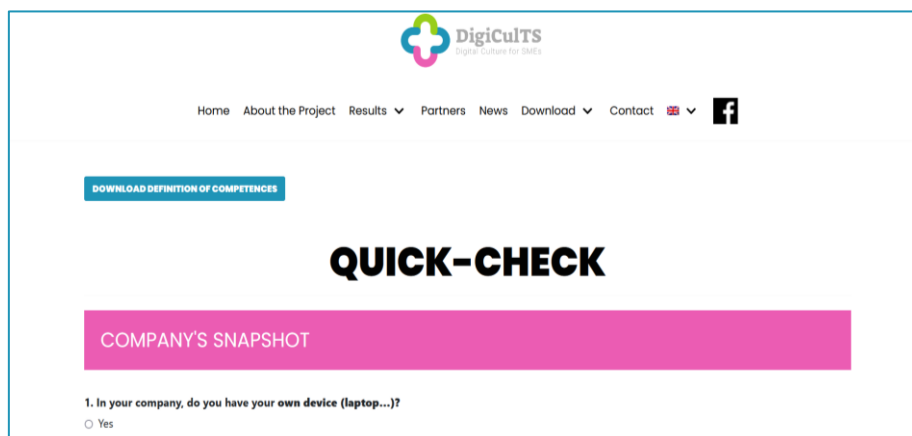 DigiCulTS
Digital Culture for SMEs
Home About the Project Results Partners News Download Contact
DOWNLOAD DEFINITION OF COMPETENCES
QUICK-CHECK
COMPANY'S SNAPSHOT
1. In your company, do you have your own device (laptop...)?
Yes